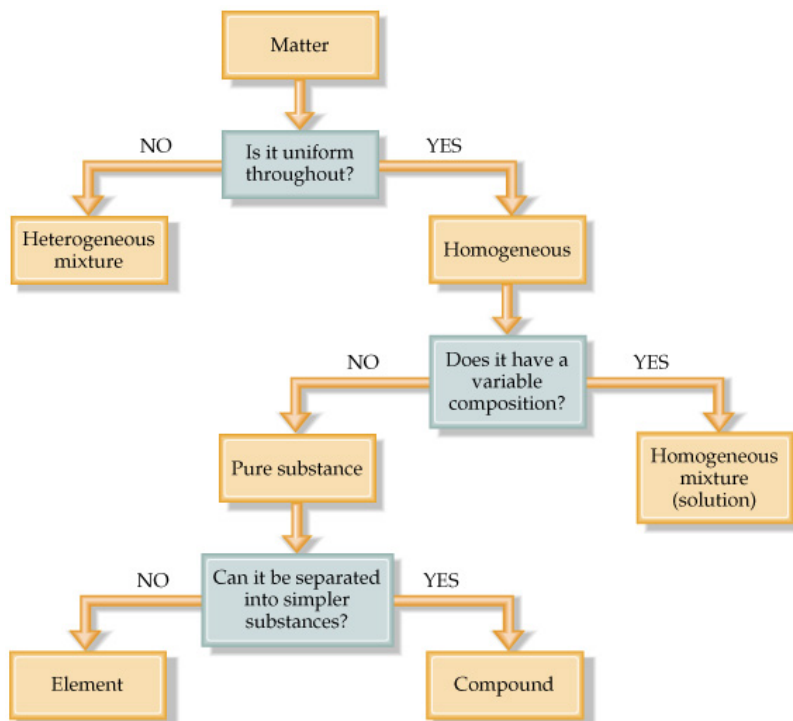 Matter
NO
Is it uniform
throughout?
YES
Heterogeneous
mixture
Homogeneous
NO
Does it have a
variable
composition?
YES
Pure substance
Homogeneous
mixture
(solution)
NO
Can it be separated
into simpler
substances?
YES
Element
Compound